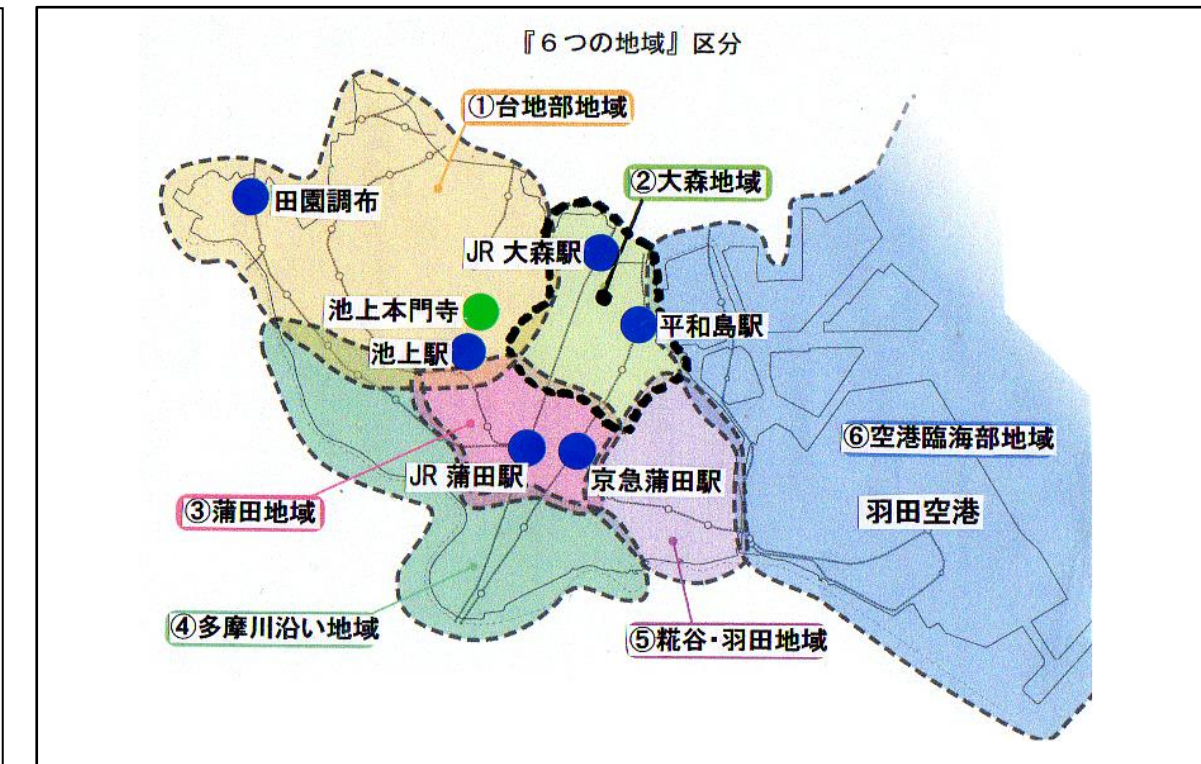 『６つの地域』区分
①台地部地域
②大森地域
田園調布
JR 大森駅
池上本門寺
平和島駅
池上駅
⑥空港臨海部地域
JR 蒲田駅
京急蒲田駅
③蒲田地域
羽田空港
④多摩川沿い地域
⑤糀谷・羽田地域